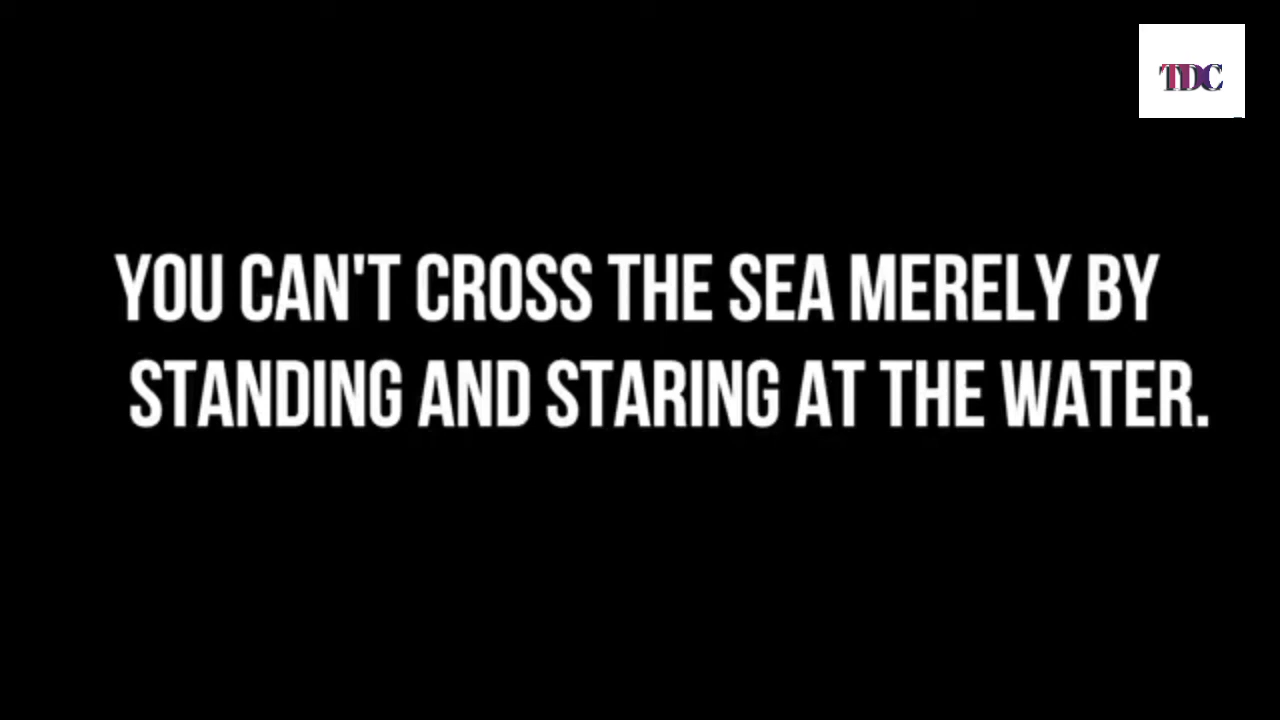 TDC
YOU CAN'T CROSS THE SEA MERELY BY
STANDING AND STARING AT THE WATER.